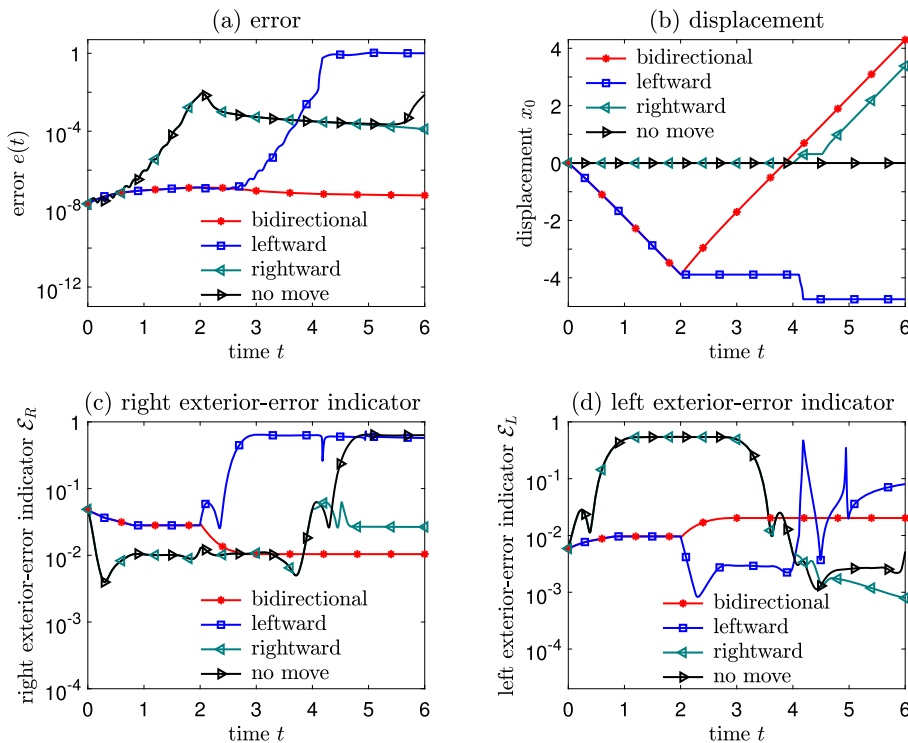 (a) error
error e(t)
1
10^-4
10^-8
10^-12
bidirectional
leftward
rightward
no move
0 1 2 3 4 5 6
time t
(b) displacement
displacement x_0
4
2
0
-2
-4
bidirectional
leftward
rightward
no move
0 1 2 3 4 5 6
time t
(c) right exterior-error indicator
right exterior-error indicator ℰ_R
1
10^-1
10^-2
10^-3
10^-4
bidirectional
leftward
rightward
no move
0 1 2 3 4 5 6
time t
(d) left exterior-error indicator
left exterior-error indicator ℰ_L
1
10^-1
10^-2
10^-3
10^-4
bidirectional
leftward
rightward
no move
0 1 2 3 4 5 6
time t